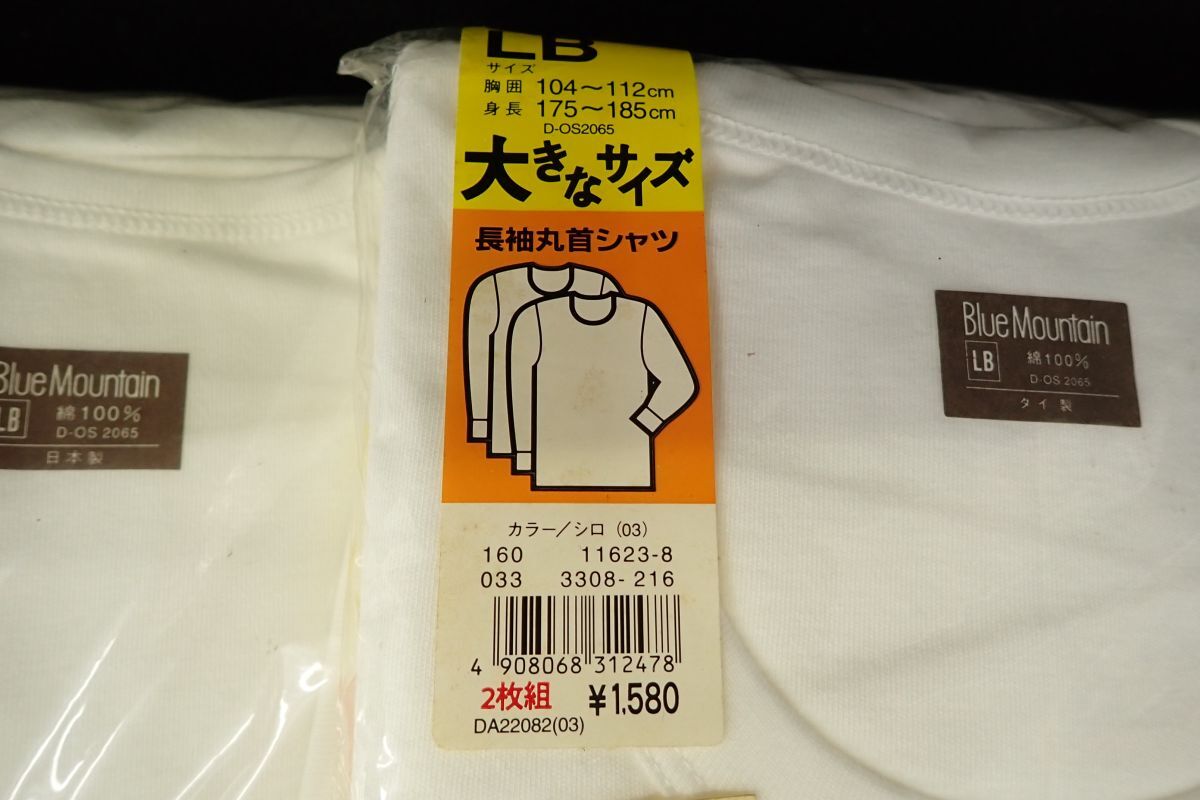 LB
サイズ
胸囲 104～112cm
身長 175～185cm
D-OS2065
大きなサイズ
長袖丸首シャツ
カラー／シロ (03)
160 11623-8
033 3308-216
4 908068 312478
2枚組 ¥1,580
DA22082(03)
Blue Mountain
LB 綿100%
D-OS 2065
日本製
Blue Mountain
LB 綿100%
D-OS 2065
タイ製